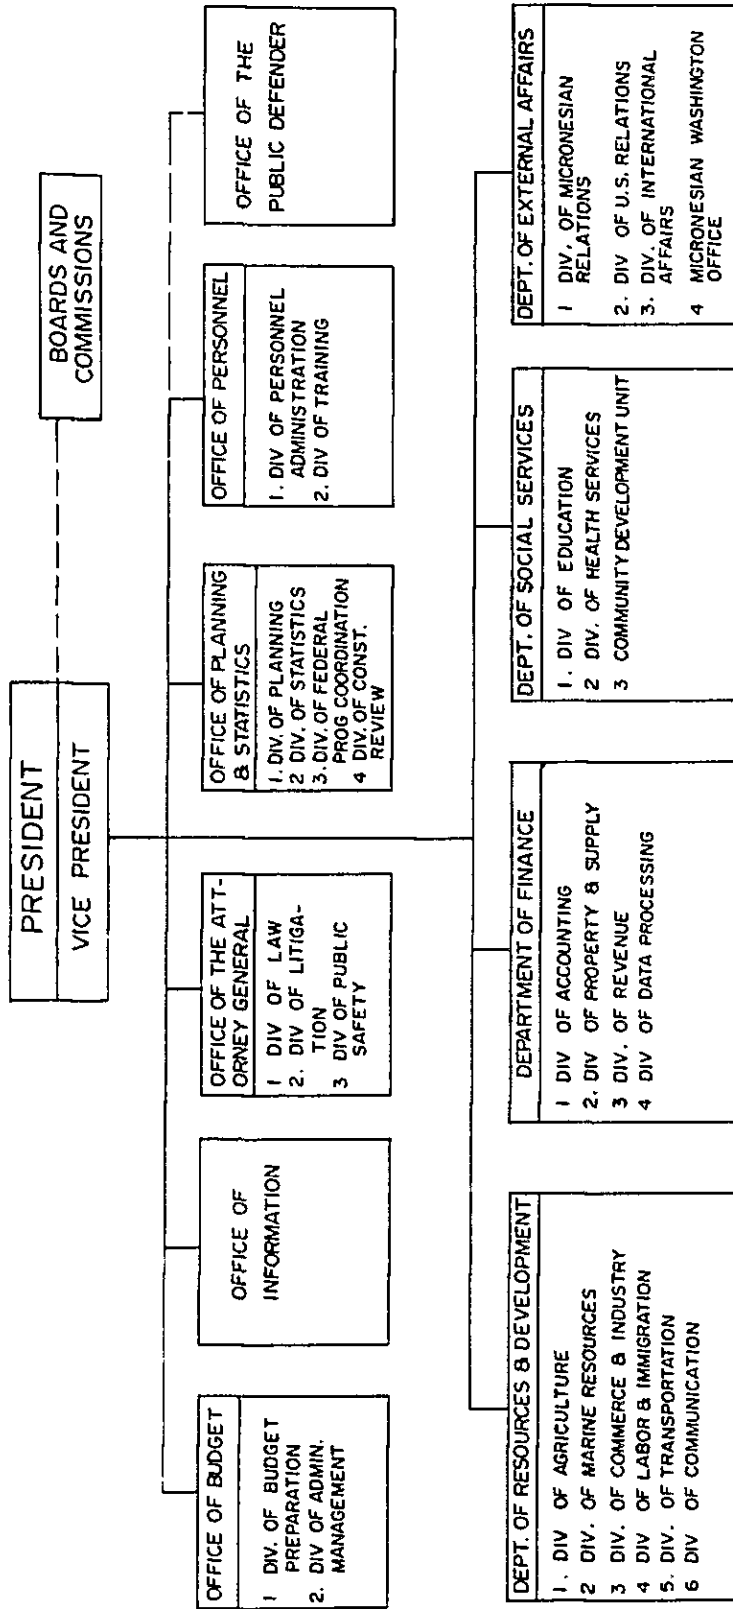 PRESIDENT
VICE PRESIDENT
BOARDS AND
COMMISSIONS
OFFICE OF BUDGET
1 DIV. OF BUDGET
PREPARATION
2. DIV OF ADMIN.
MANAGEMENT
OFFICE OF
INFORMATION
OFFICE OF THE ATT-
ORNEY GENERAL
1 DIV OF LAW
2. DIV OF LITIGA-
TION
3 DIV OF PUBLIC
SAFETY
OFFICE OF PLANNING
& STATISTICS
1. DIV. OF PLANNING
2 DIV. OF STATISTICS
3. DIV. OF FEDERAL
PROG COORDINATION
4 DIV. OF CONST.
REVIEW
OFFICE OF PERSONNEL
1. DIV OF PERSONNEL
ADMINISTRATION
2. DIV OF TRAINING
OFFICE OF THE
PUBLIC DEFENDER
DEPT. OF RESOURCES & DEVELOPMENT
1. DIV OF AGRICULTURE
2 DIV. OF MARINE RESOURCES
3 DIV. OF COMMERCE & INDUSTRY
4 DIV OF LABOR & IMMIGRATION
5. DIV. OF TRANSPORTATION
6 DIV OF COMMUNICATION
DEPARTMENT OF FINANCE
1 DIV OF ACCOUNTING
2. DIV OF PROPERTY & SUPPLY
3 DIV. OF REVENUE
4 DIV OF DATA PROCESSING
DEPT. OF SOCIAL SERVICES
1. DIV OF EDUCATION
2 DIV. OF HEALTH SERVICES
3 COMMUNITY DEVELOPMENT UNIT
DEPT. OF EXTERNAL AFFAIRS
1 DIV. OF MICRONESIAN
RELATIONS
2. DIV OF U.S. RELATIONS
3. DIV. OF INTERNATIONAL
AFFAIRS
4 MICRONESIAN WASHINGTON
OFFICE